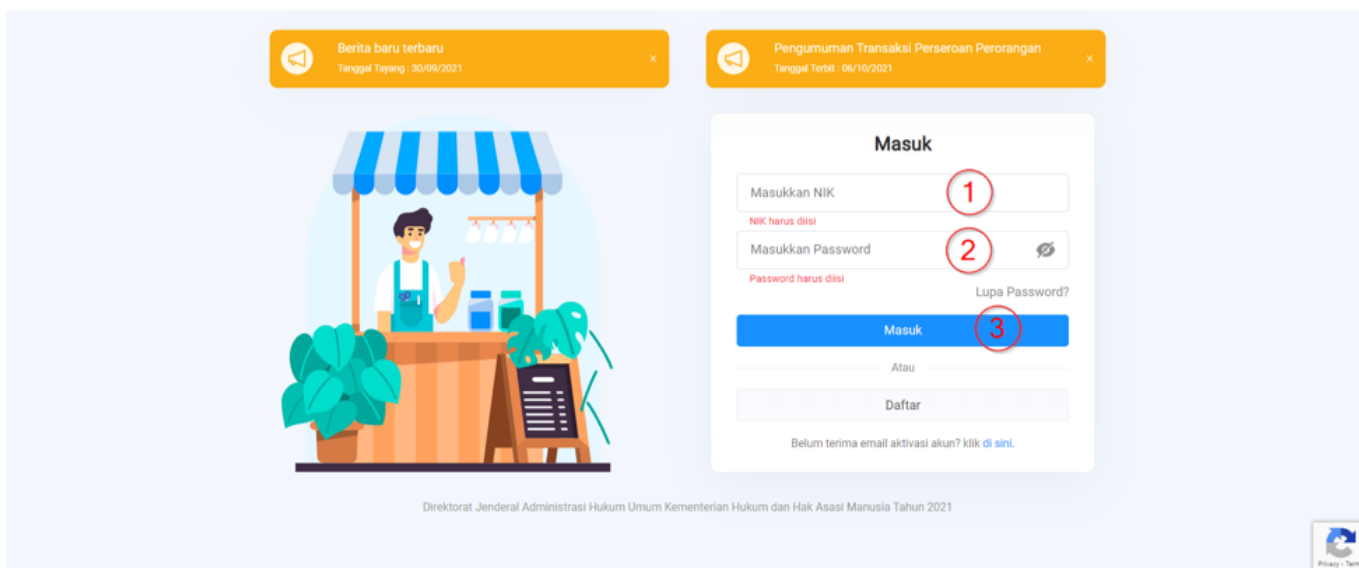 Berita baru terbaru
Tanggal Tayang : 30/09/2021
x
Pengumuman Transaksi Perseroan Perorangan
Tanggal Terbit : 06/10/2021
x
Masuk
Masukkan NIK
1
NIK harus diisi
Masukkan Password
2
Password harus diisi
Lupa Password?
Masuk
3
Atau
Daftar
Belum terima email aktivasi akun? klik di sini.
Direktorat Jenderal Administrasi Hukum Umum Kementerian Hukum dan Hak Asasi Manusia Tahun 2021
Privacy -